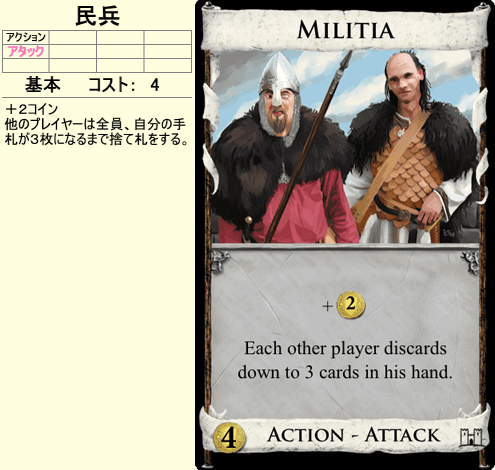 民兵
アクション
アタック
基本 コスト： 4
＋２コイン
他のプレイヤーは全員、自分の手
札が３枚になるまで捨て札をする。
MILITIA
+ 2
Each other player discards
down to 3 cards in his hand.
4 ACTION - ATTACK